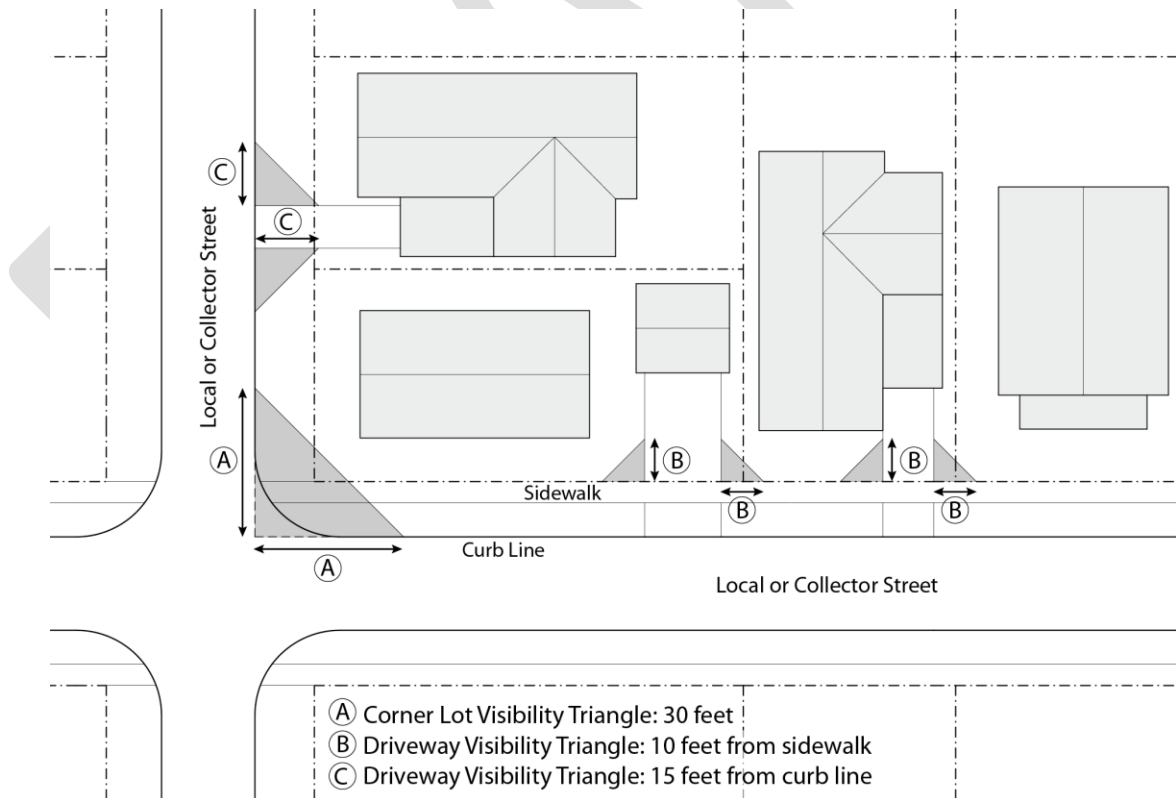 Ⓒ
Ⓒ
Local or Collector Street
Ⓐ
Ⓑ
Ⓑ
Sidewalk
Ⓑ
Ⓑ
Curb Line
Ⓐ
Local or Collector Street
Ⓐ Corner Lot Visibility Triangle: 30 feet
Ⓑ Driveway Visibility Triangle: 10 feet from sidewalk
Ⓒ Driveway Visibility Triangle: 15 feet from curb line